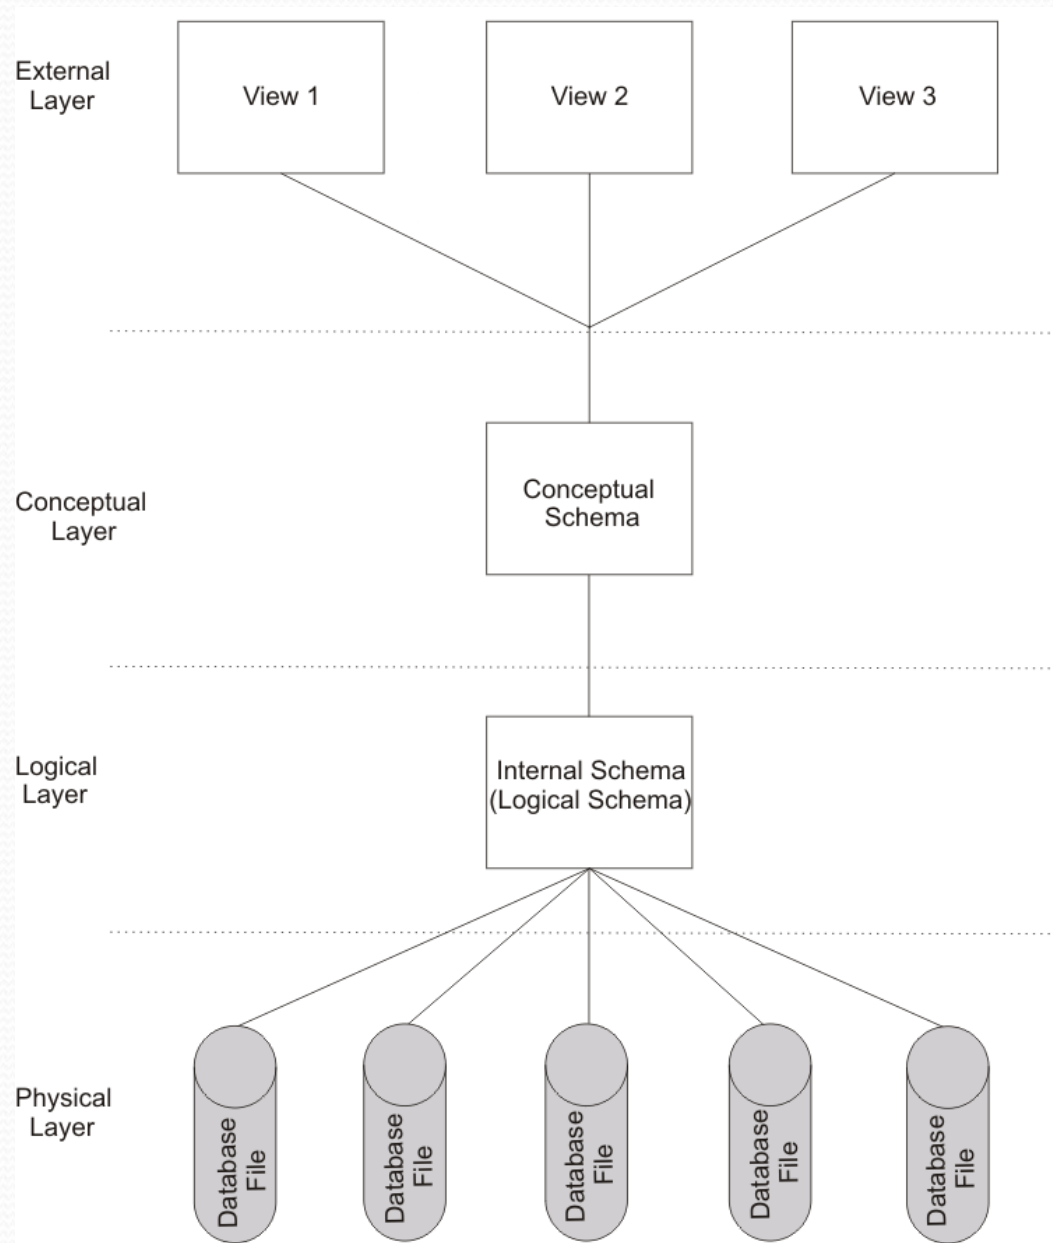 External
Layer
View 1
View 2
View 3
Conceptual
Layer
Conceptual
Schema
Logical
Layer
Internal Schema
(Logical Schema)
Physical
Layer
Database
File
Database
File
Database
File
Database
File
Database
File